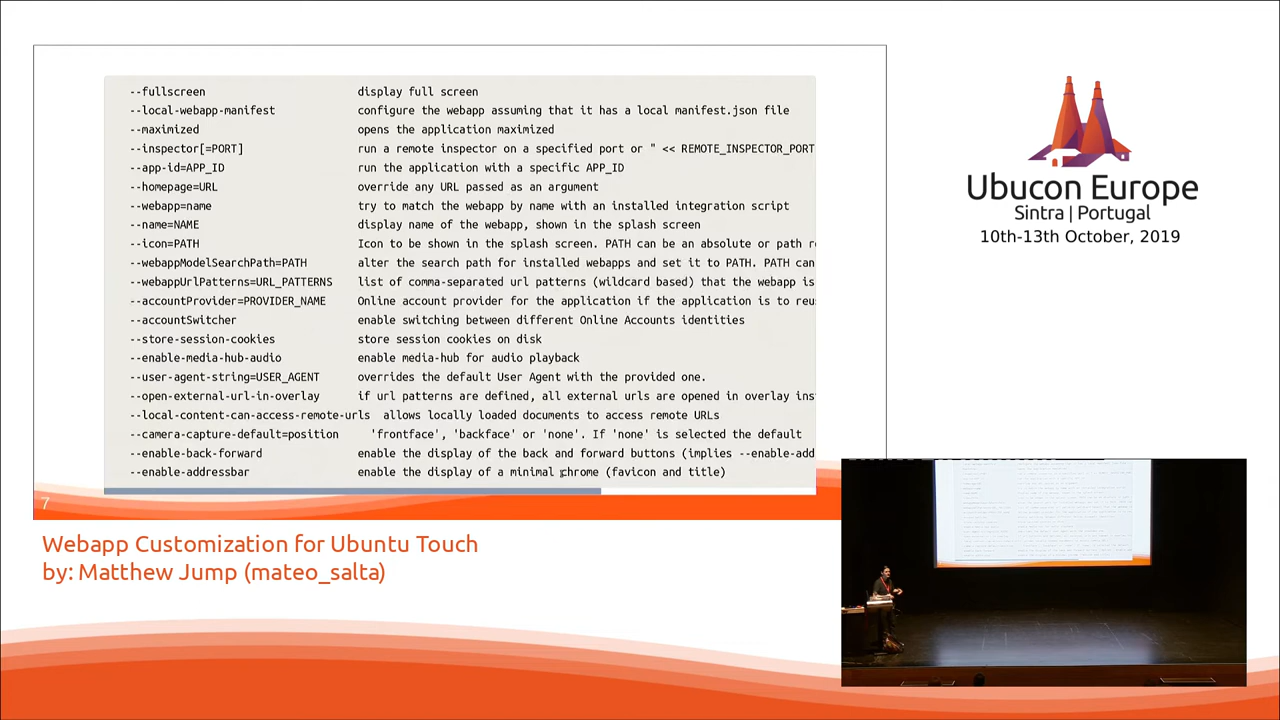 --fullscreen display full screen
--local-webapp-manifest configure the webapp assuming that it has a local manifest.json file
--maximized opens the application maximized
--inspector[=PORT] run a remote inspector on a specified port or " << REMOTE_INSPECTOR_PORT
--app-id=APP_ID run the application with a specific APP_ID
--homepage=URL override any URL passed as an argument
--webapp=name try to match the webapp by name with an installed integration script
--name=NAME display name of the webapp, shown in the splash screen
--icon=PATH Icon to be shown in the splash screen. PATH can be an absolute or path
--webappModelSearchPath=PATH alter the search path for installed webapps and set it to PATH. PATH can
--webappUrlPatterns=URL_PATTERNS list of comma-separated url patterns (wildcard based) that the webapp is
--accountProvider=PROVIDER_NAME Online account provider for the application if the application is to
--accountSwitcher enable switching between different Online Accounts identities
--store-session-cookies store session cookies on disk
--enable-media-hub-audio enable media-hub for audio playback
--user-agent-string=USER_AGENT overrides the default User Agent with the provided one.
--open-external-url-in-overlay if url patterns are defined, all external urls are opened in overlay
--local-content-can-access-remote-urls allows locally loaded documents to access remote URLs
--camera-capture-default=position 'frontface', 'backface' or 'none'. If 'none' is selected the default
--enable-back-forward enable the display of the back and forward buttons (implies --enable-add
--enable-addressbar enable the display of a minimal chrome (favicon and title)
7
Webapp Customization for Ubuntu Touch
by: Matthew Jump (mateo_salta)
Ubucon Europe
Sintra | Portugal
10th-13th October, 2019